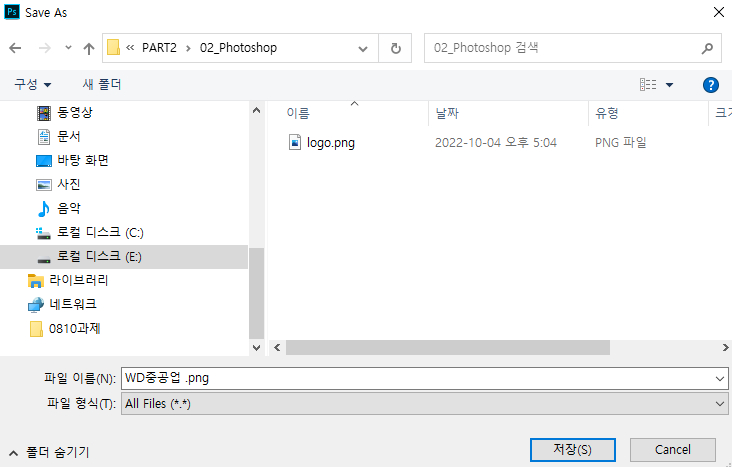 Ps Save As
« PART2 › 02_Photoshop
02_Photoshop 검색
구성 새 폴더
동영상
문서
바탕 화면
사진
음악
로컬 디스크 (C:)
로컬 디스크 (E:)
라이브러리
네트워크
0810과제
이름 날짜 유형 크기
logo.png 2022-10-04 오후 5:04 PNG 파일
파일 이름(N): WD중공업 .png
파일 형식(T): All Files (*.*)
폴더 숨기기 저장(S) Cancel